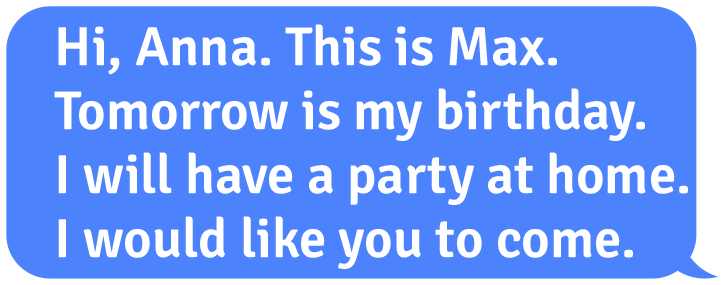 Hi, Anna. This is Max.
Tomorrow is my birthday.
I will have a party at home.
I would like you to come.